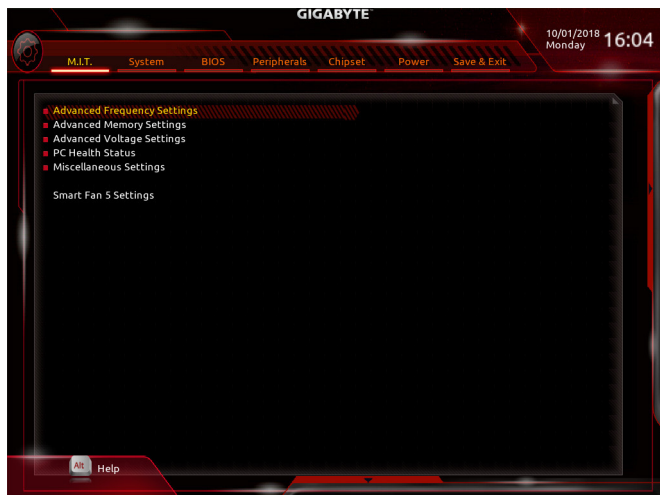 GIGABYTE™
10/01/2018 16:04
Monday
M.I.T. System BIOS Peripherals Chipset Power Save & Exit
Advanced Frequency Settings
Advanced Memory Settings
Advanced Voltage Settings
PC Health Status
Miscellaneous Settings
Smart Fan 5 Settings
Alt Help